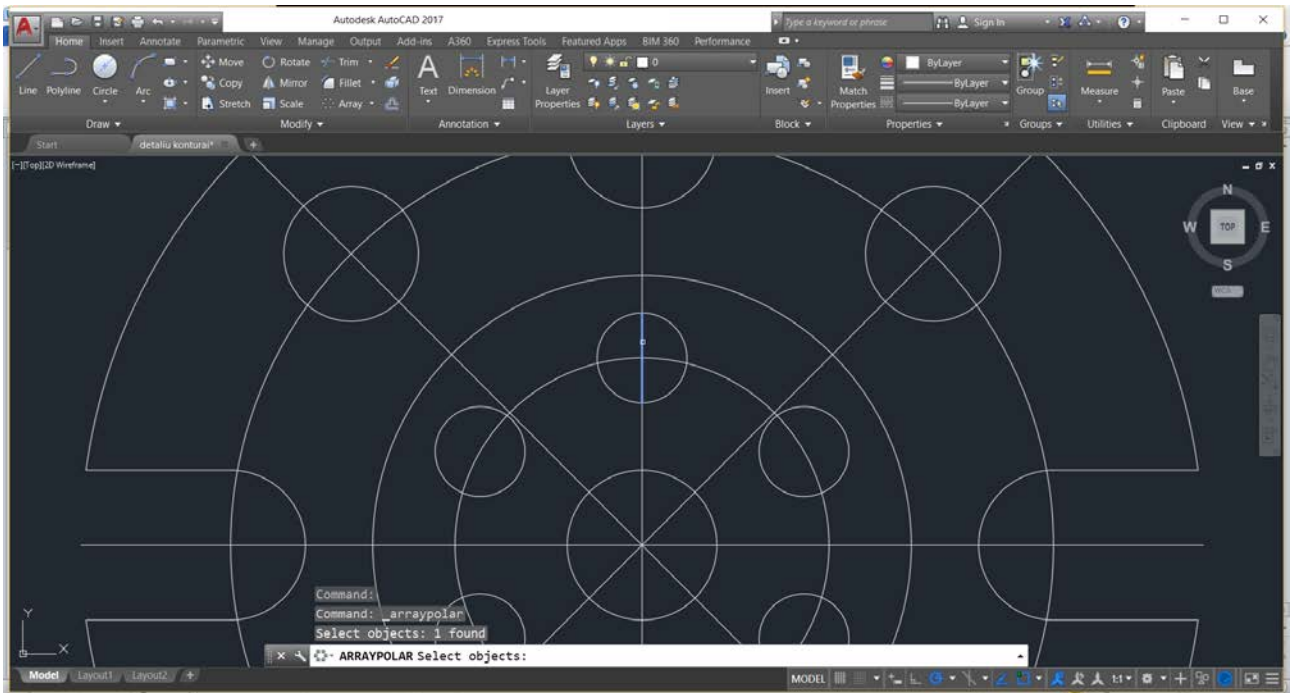 Autodesk AutoCAD 2017
Type a keyword or phrase
Sign In
Home Insert Annotate Parametric View Manage Output Add-ins A360 Express Tools Featured Apps BIM 360 Performance
Line Polyline Circle Arc
Move Rotate Trim
Copy Mirror Fillet
Stretch Scale Array
Text Dimension
Layer Properties
0
Insert
Match Properties
ByLayer
ByLayer
ByLayer
Group
Measure
Paste
Base
Draw Modify Annotation Layers Block Properties Groups Utilities Clipboard View
Start detaliu konturai*
[-][Top][2D Wireframe]
N
W TOP E
S
WCS
Command:
Command: _arraypolar
Select objects: 1 found
ARRAYPOLAR Select objects:
Y
X
Model Layout1 Layout2 +
MODEL
1:1